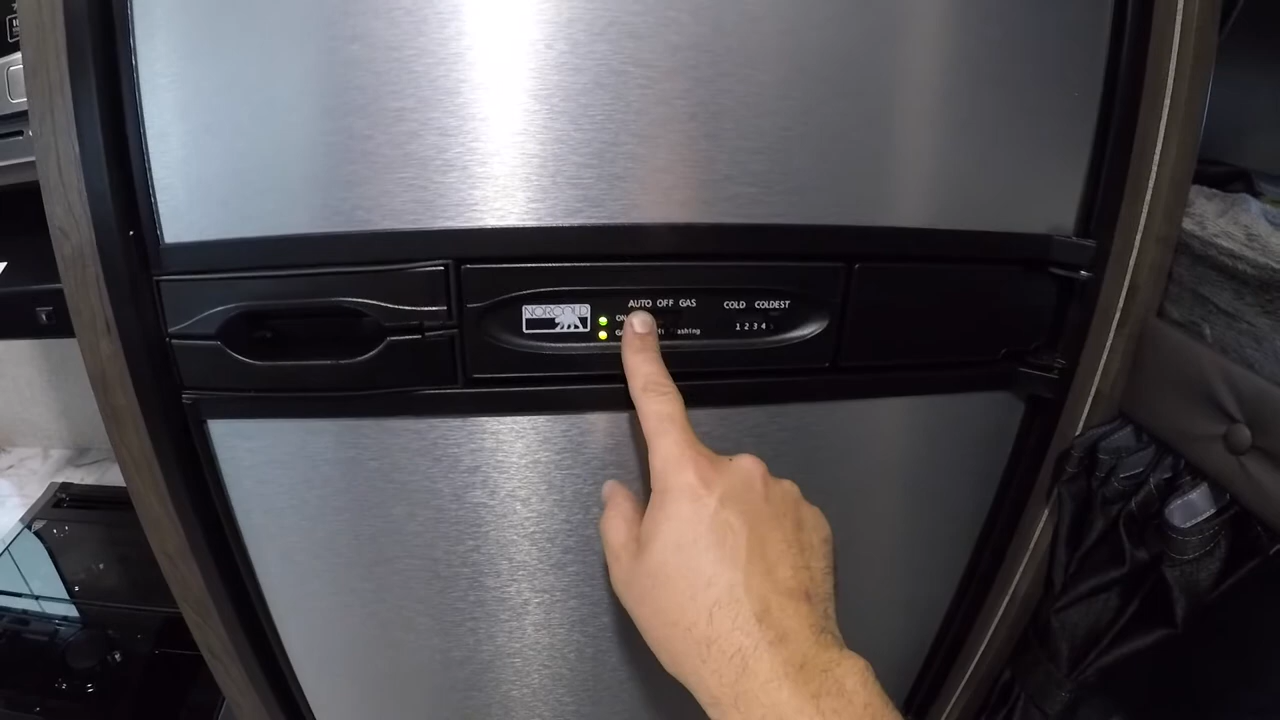 NORCOLD
AUTO OFF GAS
COLD COLDEST
ON
1 2 3 4